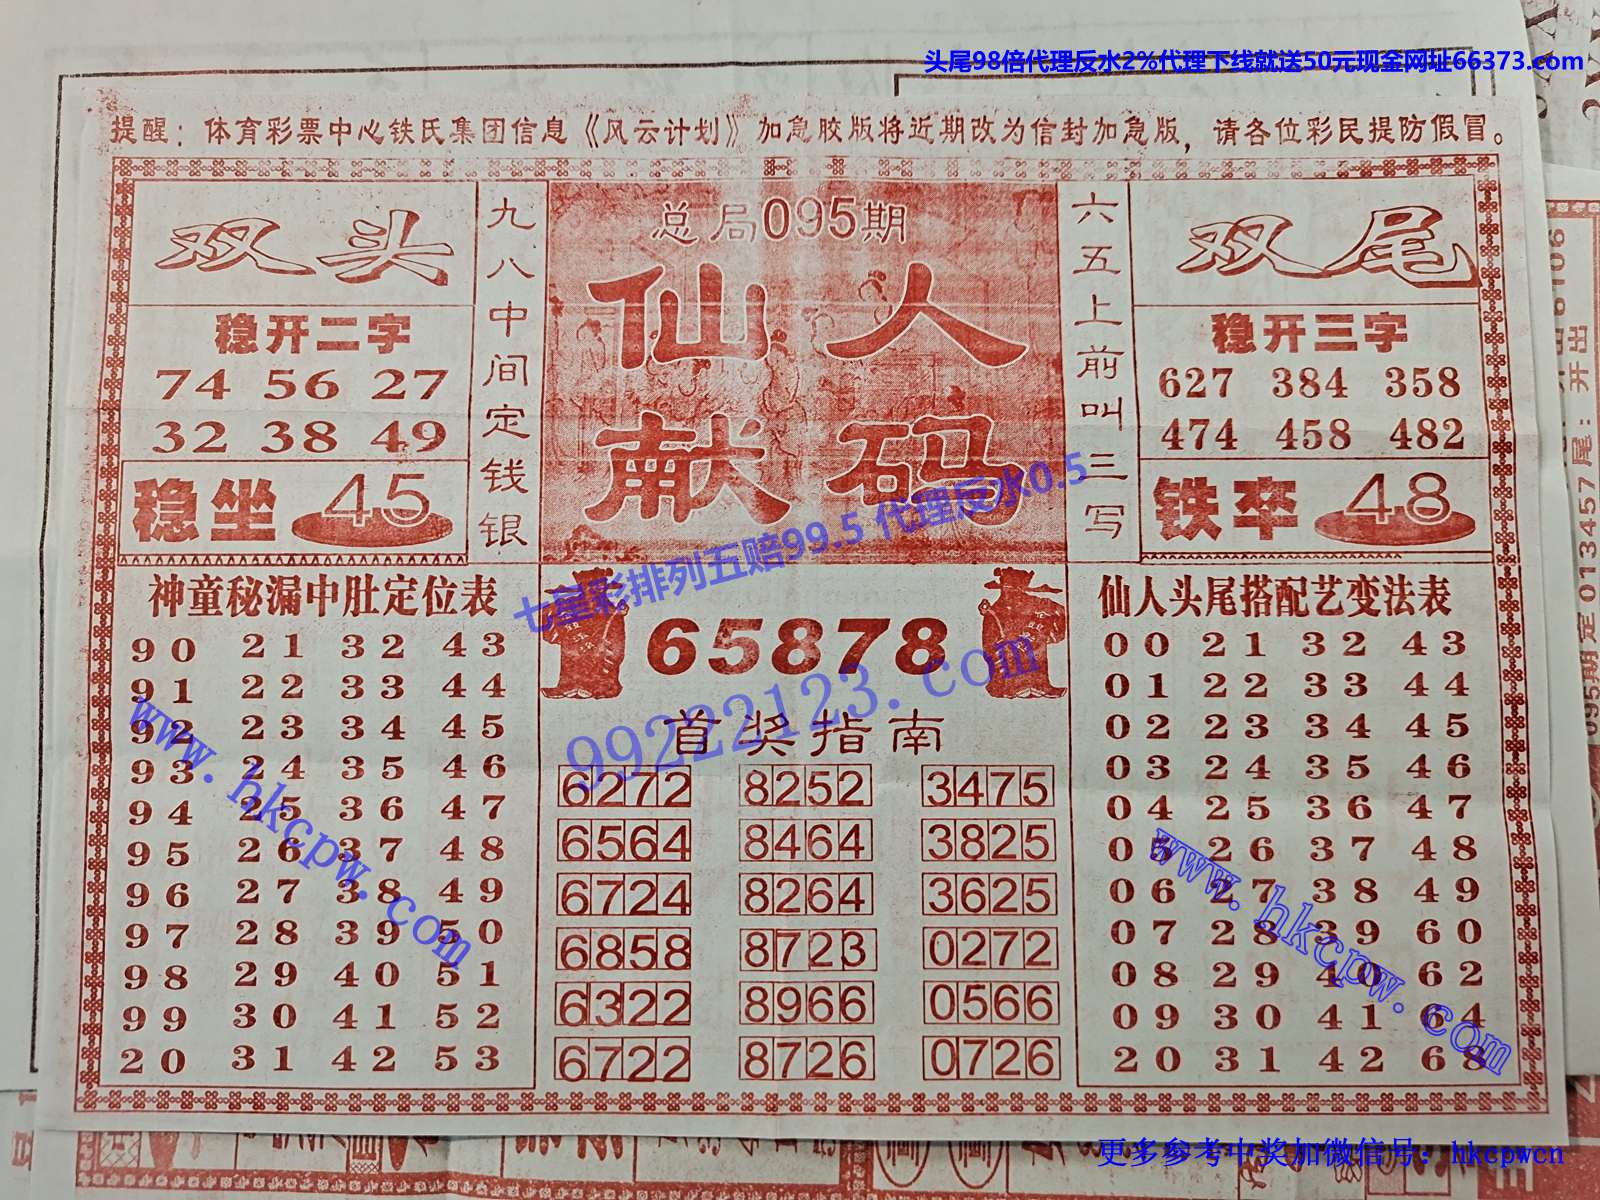 头尾98倍代理反水2%代理下线就送50元现金网址66373.com
提醒：体育彩票中心铁氏集团信息《风云计划》加急胶版将近期改为信封加急版，请各位彩民提防假冒。
双头
稳开二字
74 56 27
32 38 49
稳坐 45
九八中间定钱银
总局095期
仙人
献码
六五上前叫三写
双尾
稳开三字
627 384 358
474 458 482
铁卒 48
七星彩排列五赔99.5 代理反水0.5
神童秘漏中肚定位表
90 21 32 43
91 22 33 44
92 23 34 45
93 24 35 46
94 25 36 47
95 26 37 48
96 27 38 49
97 28 39 50
98 29 40 51
99 30 41 52
20 31 42 53
www.hkcpw.com
65878
99222123.com
首奖指南
6272 8252 3475
6564 8464 3825
6724 8264 3625
6858 8723 0272
6322 8966 0566
6722 8726 0726
仙人头尾搭配艺变法表
00 21 32 43
01 22 33 44
02 23 34 45
03 24 35 46
04 25 36 47
05 26 37 48
06 27 38 49
07 28 39 60
08 29 40 62
09 30 41 64
20 31 42 68
www.hkcpw.com
095期定013457尾：开出
更多参考中奖加微信号：hkcpwcn